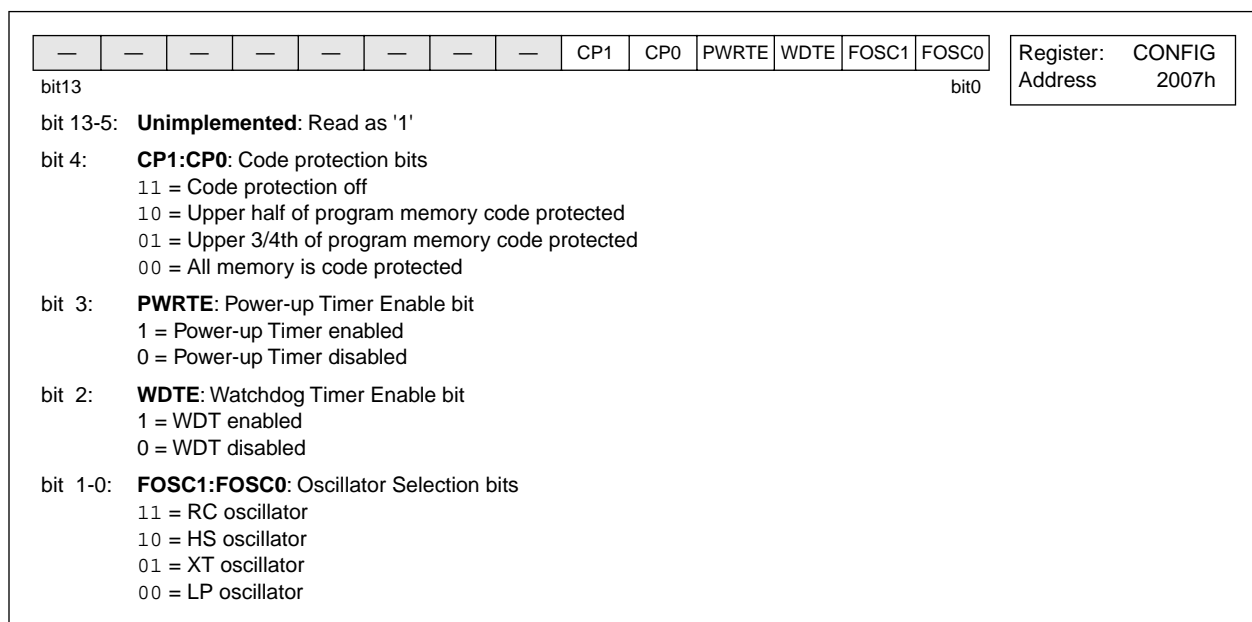 — — — — — — — — CP1 CP0 PWRTE WDTE FOSC1 FOSC0
bit13 bit0
Register: CONFIG
Address 2007h
bit 13-5: Unimplemented: Read as '1'
bit 4: CP1:CP0: Code protection bits
11 = Code protection off
10 = Upper half of program memory code protected
01 = Upper 3/4th of program memory code protected
00 = All memory is code protected
bit 3: PWRTE: Power-up Timer Enable bit
1 = Power-up Timer enabled
0 = Power-up Timer disabled
bit 2: WDTE: Watchdog Timer Enable bit
1 = WDT enabled
0 = WDT disabled
bit 1-0: FOSC1:FOSC0: Oscillator Selection bits
11 = RC oscillator
10 = HS oscillator
01 = XT oscillator
00 = LP oscillator